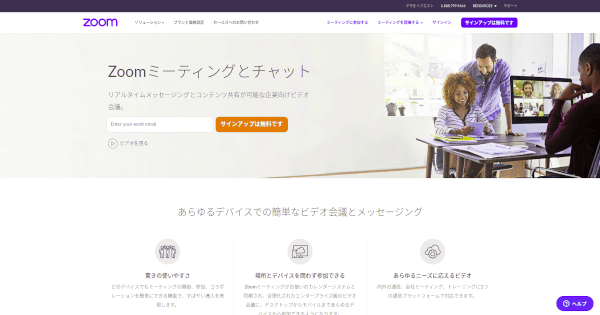 デモリクエスト 1.888.799.9666 RESOURCES サポート
zoom ソリューション プランと価格設定 セールスへのお問い合わせ ミーティングに参加する ミーティングを開催する サインイン サインアップは無料です
Zoomミーティングとチャット
リアルタイムメッセージングとコンテンツ共有が可能な企業向けビデオ
会議。
Enter your work email サインアップは無料です
ビデオを見る
あらゆるデバイスでの簡単なビデオ会議とメッセージング
驚きの使いやすさ
どのデバイスでもミーティングの開始、参加、コラボ
レーションを簡単にできる機能で、すばやい導入を実
現します。
場所とデバイスを問わず参加できる
Zoomミーティングがお使いのカレンダーシステムと
同期され、合理化されたエンタープライズ級のビデオ
会議に、デスクトップからモバイルまであらゆるデ
バイスから参加できるようになります
あらゆるニーズに応えるビデオ
内外の通信、全社ミーティング、トレーニングに1つ
の通信プラットフォームで対応できます。
ヘルプ